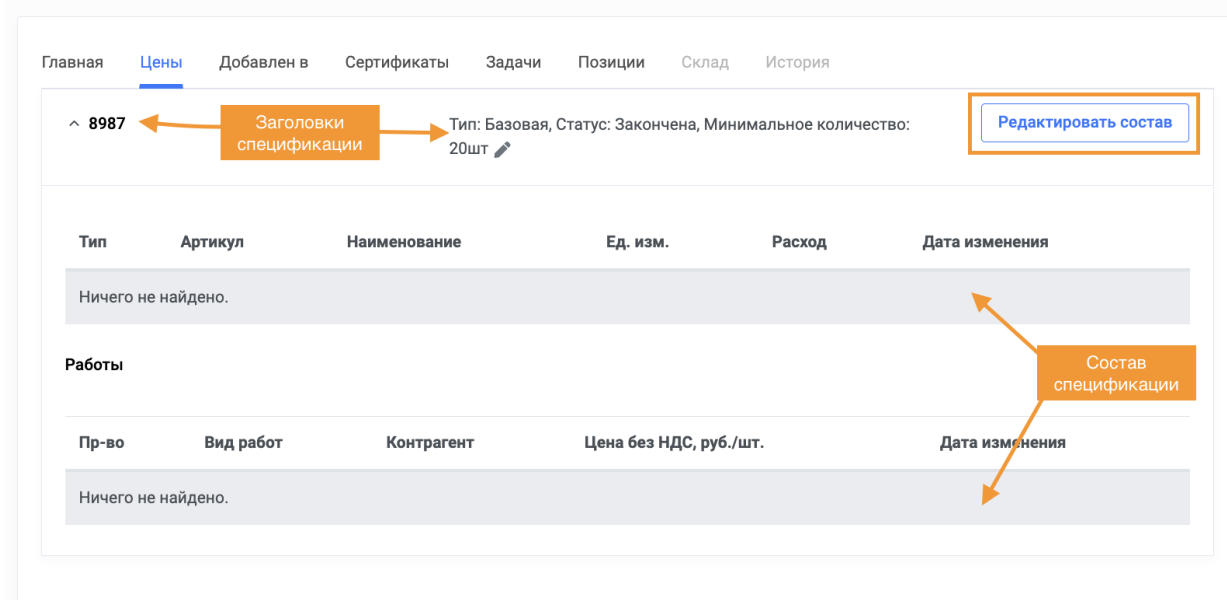 Главная Цены Добавлен в Сертификаты Задачи Позиции Склад История
8987
Заголовки
спецификации
Тип: Базовая, Статус: Закончена, Минимальное количество:
20шт
Редактировать состав
Тип Артикул Наименование Ед. изм. Расход Дата изменения
Ничего не найдено.
Работы
Состав
спецификации
Пр-во Вид работ Контрагент Цена без НДС, руб./шт. Дата изменения
Ничего не найдено.